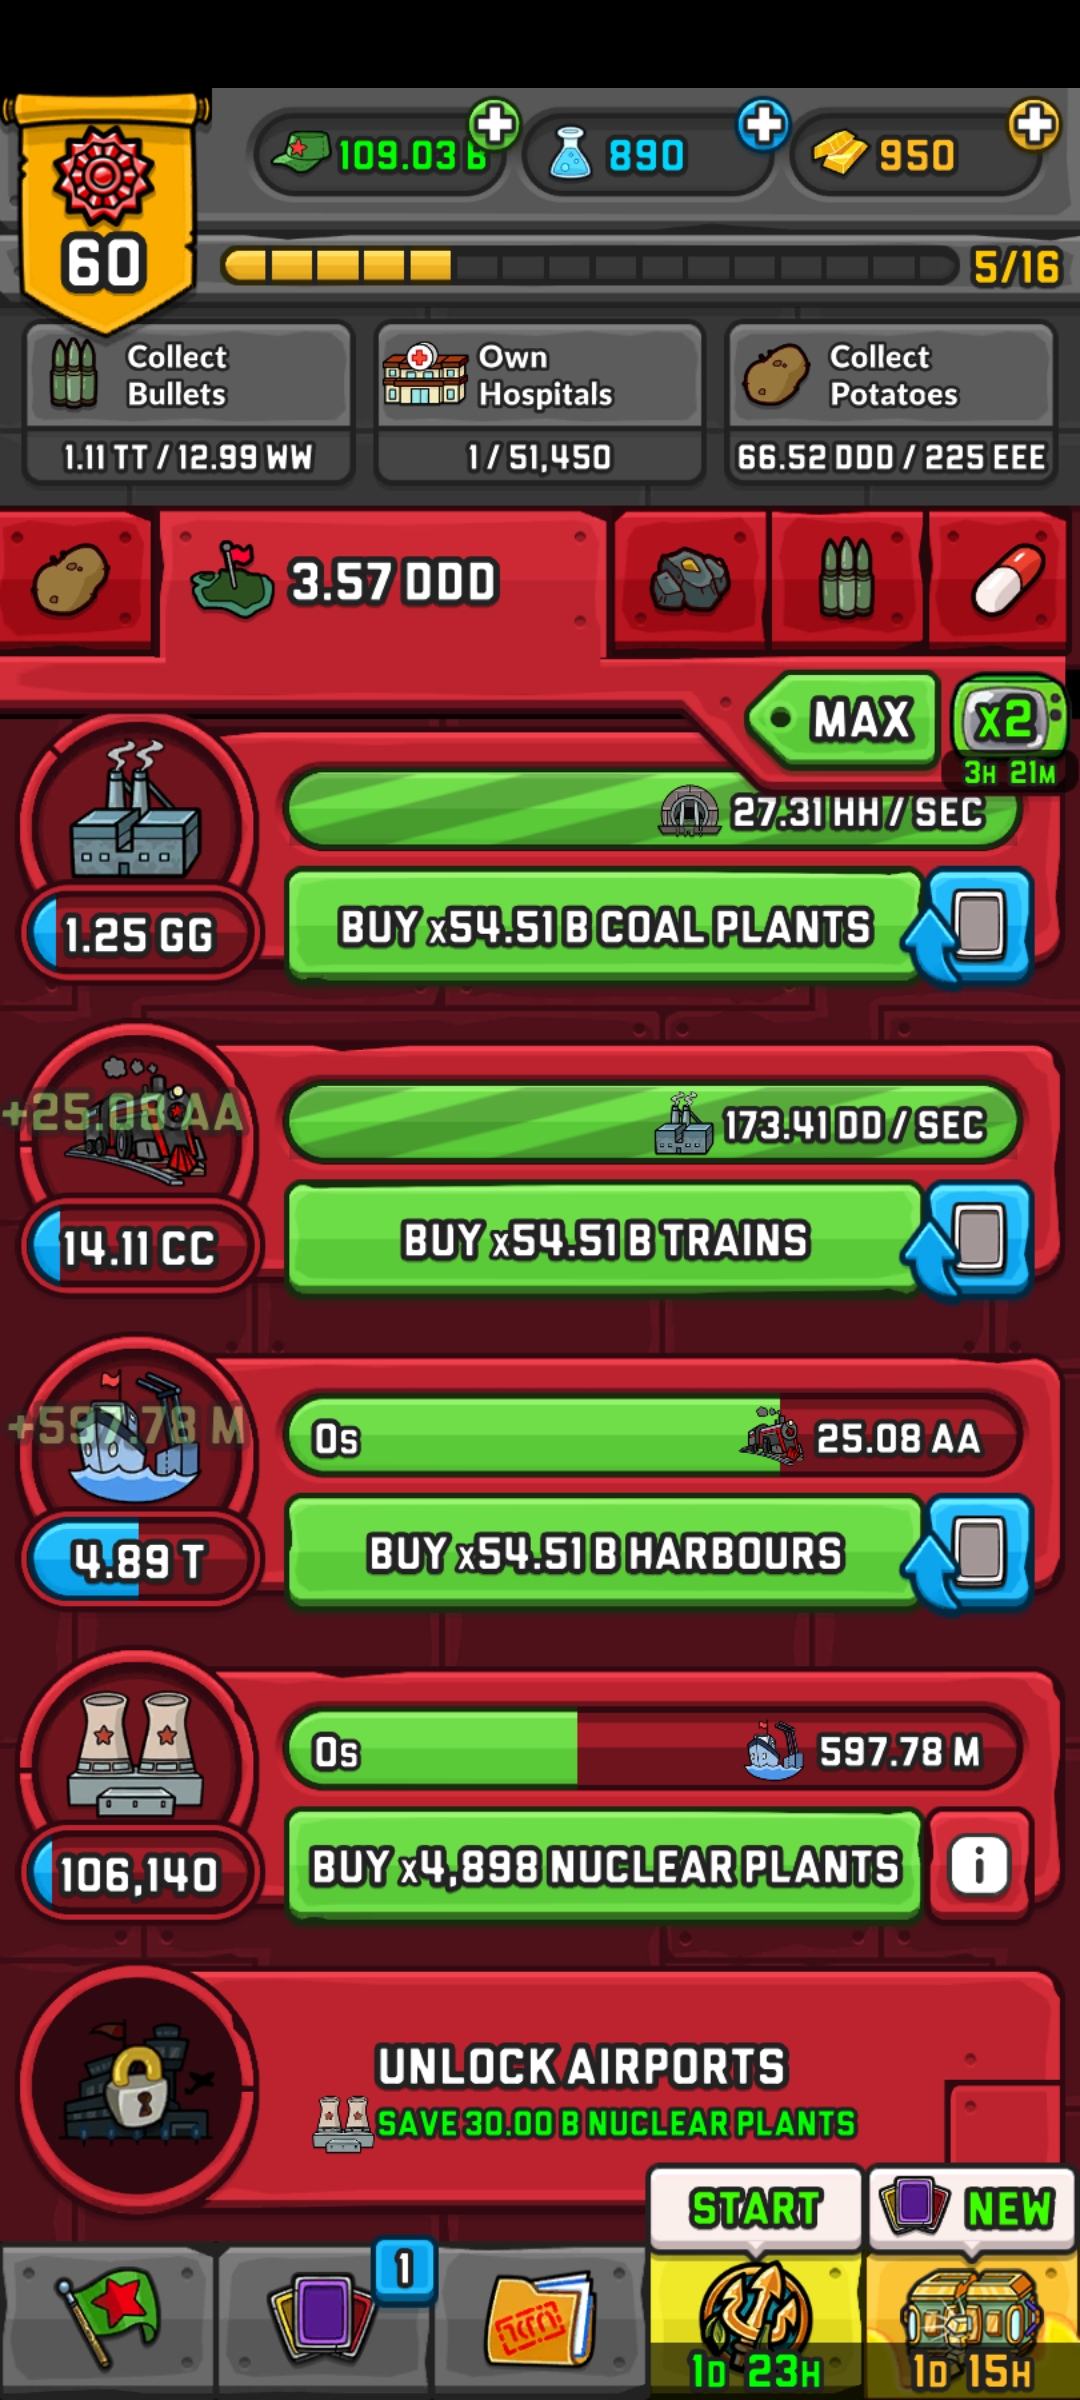 109.03 B
890
950
60
5/16
Collect
Bullets
1.11 TT / 12.99 WW
Own
Hospitals
1 / 51,450
Collect
Potatoes
66.52 DDD / 225 EEE
3.57 DDD
MAX
x2
3H 21M
27.31 HH / SEC
1.25 GG
BUY x54.51 B COAL PLANTS
+25.08 AA
173.41 DD / SEC
14.11 CC
BUY x54.51 B TRAINS
+597.78 M
0s
25.08 AA
4.89 T
BUY x54.51 B HARBOURS
0s
597.78 M
106,140
BUY x4,898 NUCLEAR PLANTS
i
UNLOCK AIRPORTS
SAVE 30.00 B NUCLEAR PLANTS
START
NEW
1
1D 23H
1D 15H